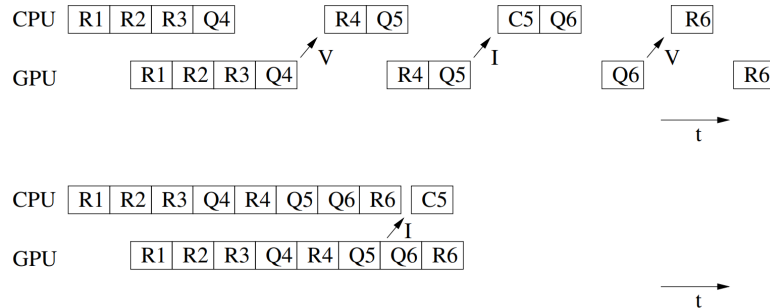 CPU R1 R2 R3 Q4 R4 Q5 C5 Q6 R6
V I V
GPU R1 R2 R3 Q4 R4 Q5 Q6 R6
t
CPU R1 R2 R3 Q4 R4 Q5 Q6 R6 C5
I
GPU R1 R2 R3 Q4 R4 Q5 Q6 R6
t